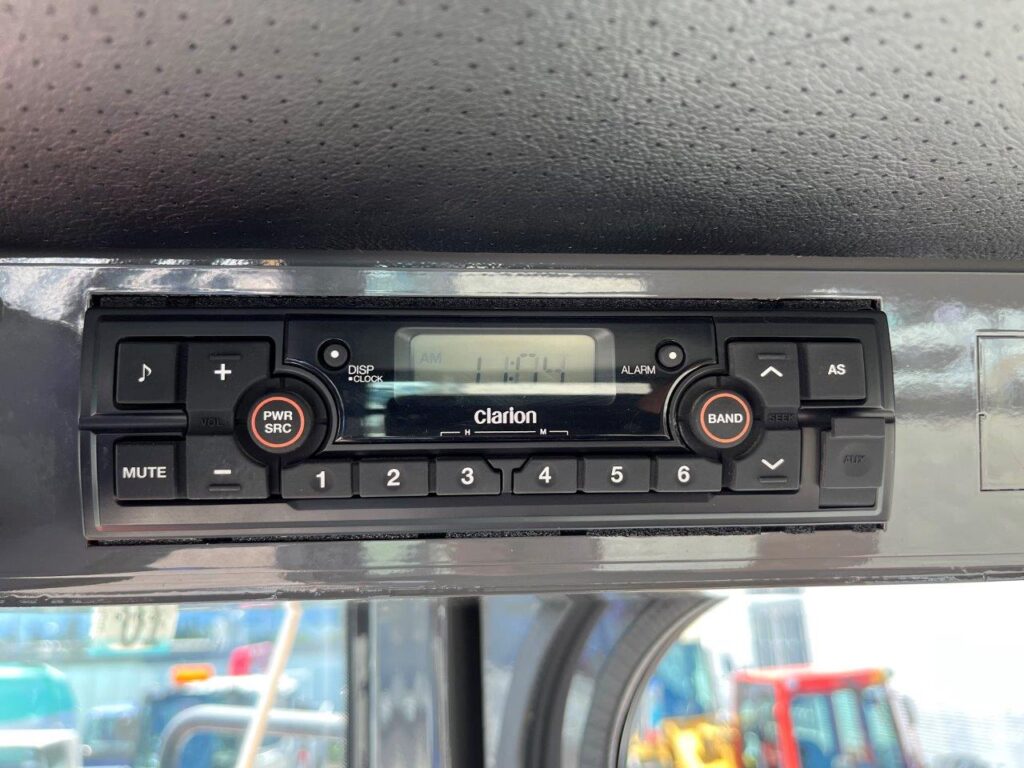 ♪
+
VOL
−
MUTE
PWR
SRC
DISP
•CLOCK
AM
11:04
ALARM
clarion
H M
1 2 3 4 5 6
BAND
SEEK
AS
AUX